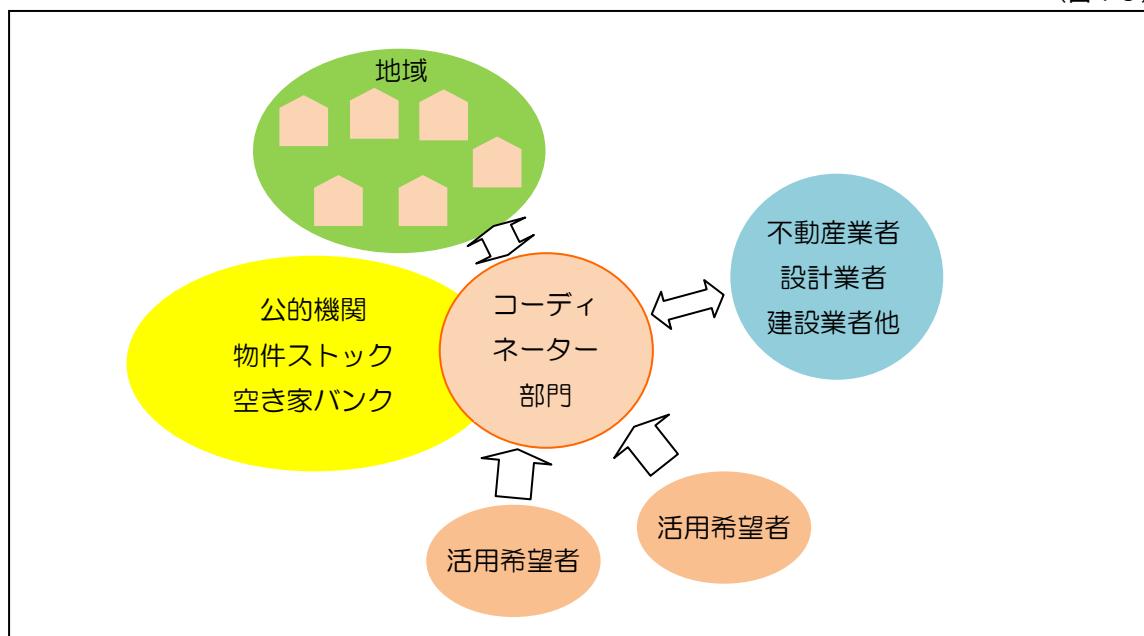 地域
不動産業者
設計業者
建設業者他
公的機関
物件ストック
空き家バンク
コーディ
ネーター
部門
活用希望者
活用希望者